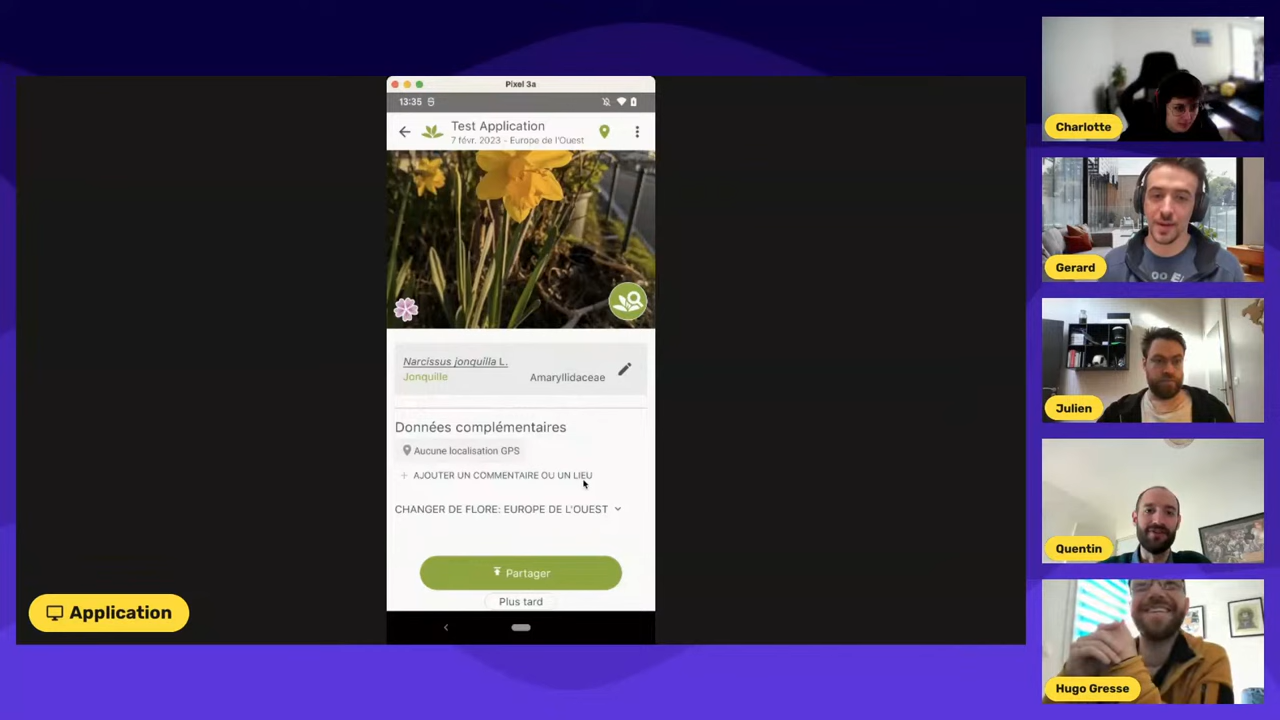 Pixel 3a
13:35
Test Application
7 févr. 2023 - Europe de l'Ouest
Narcissus jonquilla L.
Jonquille
Amaryllidaceae
Données complémentaires
Aucune localisation GPS
+ AJOUTER UN COMMENTAIRE OU UN LIEU
CHANGER DE FLORE: EUROPE DE L'OUEST
Partager
Plus tard
Application
Charlotte
Gerard
Julien
Quentin
Hugo Gresse